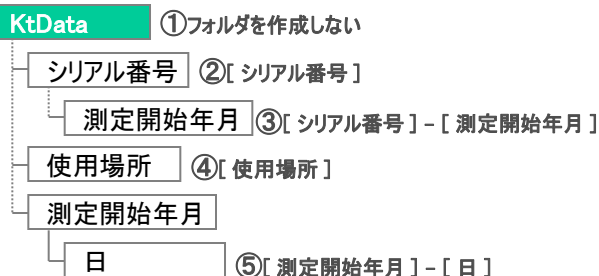 KtData ①フォルダを作成しない
シリアル番号 ②[ シリアル番号 ]
測定開始年月 ③[ シリアル番号 ] – [ 測定開始年月 ]
使用場所 ④[ 使用場所 ]
測定開始年月
日 ⑤[ 測定開始年月 ] – [ 日 ]